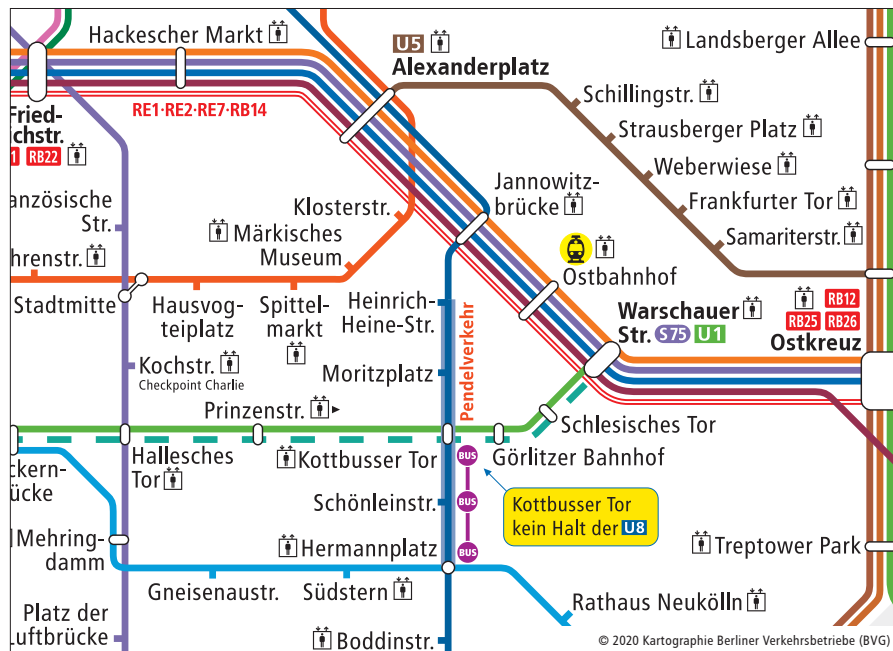 Hackescher Markt
U5
Alexanderplatz
Landsberger Allee
RE1·RE2·RE7·RB14
Fried-
ichstr.
1 RB22
Schillingstr.
Strausberger Platz
Weberwiese
Frankfurter Tor
Samariterstr.
anzösische
Str.
Klosterstr.
Märkisches
Museum
Jannowitz-
brücke
Ostbahnhof
hrenstr.
Stadtmitte
Hausvog-
teiplatz
Spittel-
markt
Heinrich-
Heine-Str.
Pendelverkehr
Warschauer
Str. S75 U1
RB12
RB25 RB26
Ostkreuz
Kochstr.
Checkpoint Charlie
Moritzplatz
Prinzenstr.
Schlesisches Tor
Hallesches
Tor
Kottbusser Tor
Görlitzer Bahnhof
ckern-
ücke
BUS
BUS
BUS
Schönleinstr.
Kottbusser Tor
kein Halt der U8
Mehring-
damm
Hermannplatz
Treptower Park
Gneisenaustr.
Südstern
Rathaus Neukölln
Platz der
Luftbrücke
Boddinstr.
© 2020 Kartographie Berliner Verkehrsbetriebe (BVG)